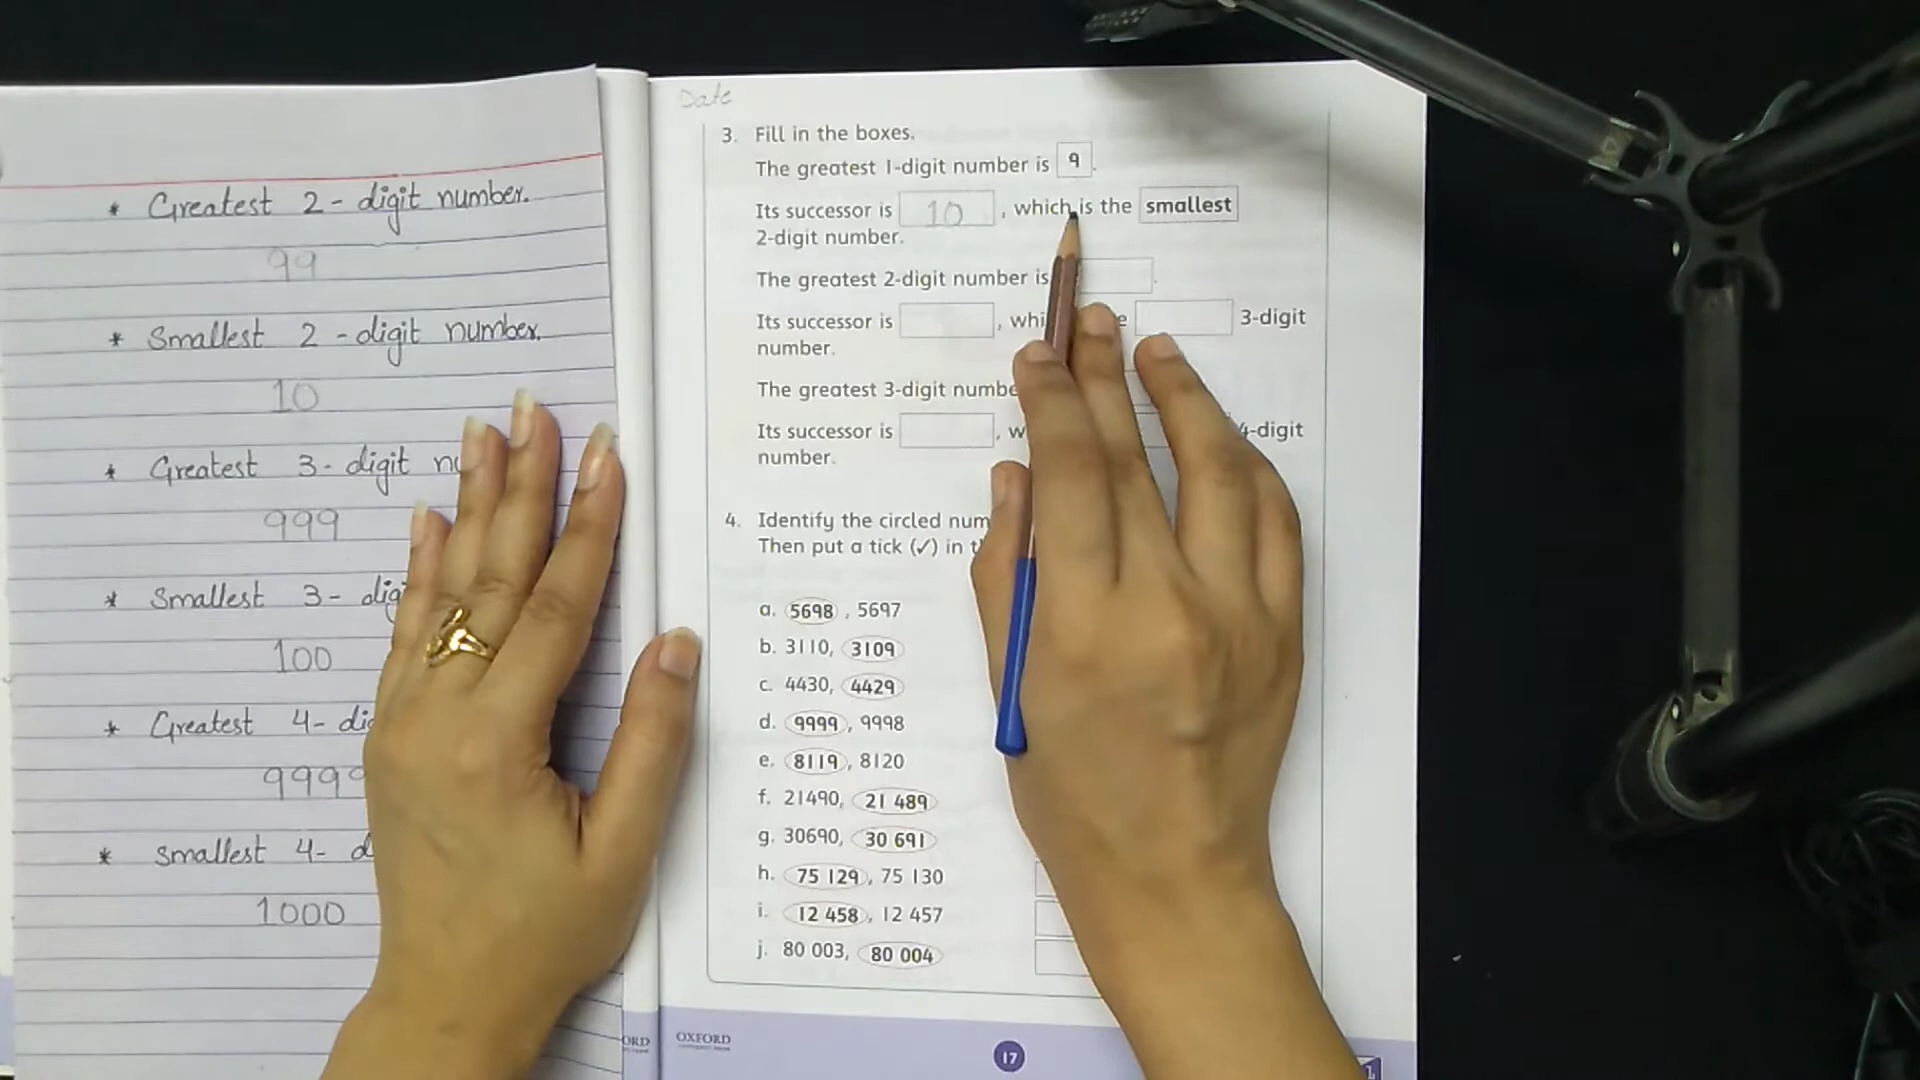 * Greatest 2 - digit number.
99
* Smallest 2 - digit number.
10
* Greatest 3 - digit
999
* Smallest 3 -
100
* Greatest 4 -
9999
* smallest 4 -
1000
Date
3. Fill in the boxes.
The greatest 1-digit number is 9.
Its successor is 10, which is the smallest
2-digit number.
The greatest 2-digit number is .
Its successor is , 3-digit
number.
The greatest 3-digit
Its successor is , 4-digit
number.
4. Identify the circled
Then put a tick (✓) in
a. 5698, 5697
b. 3110, 3109
c. 4430, 4429
d. 9999, 9998
e. 8119, 8120
f. 21490, 21 489
g. 30690, 30 691
h. 75 129, 75 130
i. 12 458, 12 457
j. 80 003, 80 004
OXFORD
17